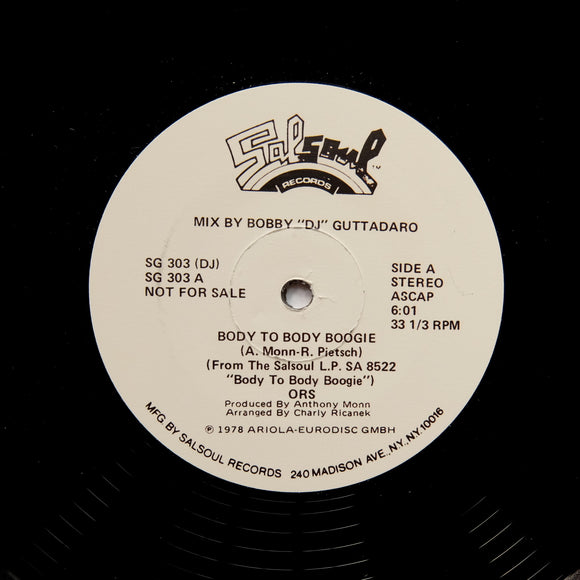 Salsoul
RECORDS
MIX BY BOBBY "DJ" GUTTADARO
SG 303 (DJ)
SG 303 A
NOT FOR SALE
SIDE A
STEREO
ASCAP
6:01
33 1/3 RPM
BODY TO BODY BOOGIE
(A. Monn-R. Pietsch)
(From The Salsoul L.P. SA 8522
"Body To Body Boogie")
ORS
Produced By Anthony Monn
Arranged By Charly Ricanek
℗ 1978 ARIOLA-EURODISC GMBH
MFG BY SALSOUL RECORDS 240 MADISON AVE., NY., NY. 10016